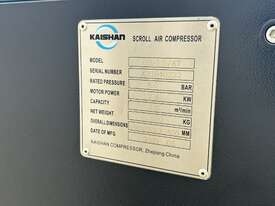 KAISHAN SCROLL AIR COMPRESSOR
MODEL
SERIAL NUMBER
RATED PRESSURE BAR
MOTOR POWER KW
CAPACITY m³/min
NET WEIGHT KG
OVERALL DIMENSIONS MM
DATE OF MFG
KAISHAN COMPRESSOR, Zhejiang China